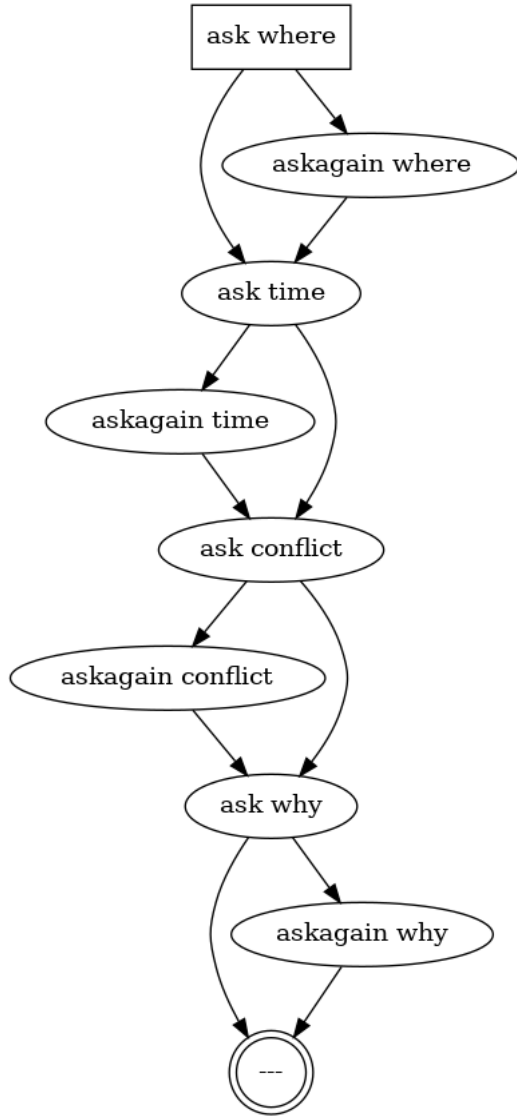 ask where
askagain where
ask time
askagain time
ask conflict
askagain conflict
ask why
askagain why
---